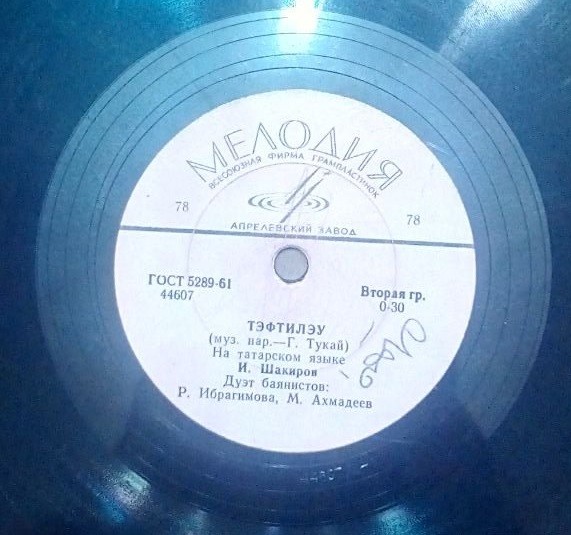 МЕЛОДИЯ
ВСЕСОЮЗНАЯ ФИРМА ГРАМПЛАСТИНОК
78
78
АПРЕЛЕВСКИЙ ЗАВОД
ГОСТ 5289-61
44607
Вторая гр.
0-30
ТЭФТИЛЭУ
(муз. нар.—Г. Тукай)
На татарском языке
И. Шакиров
Дуэт баянистов:
Р. Ибрагимова, М. Ахмадеев